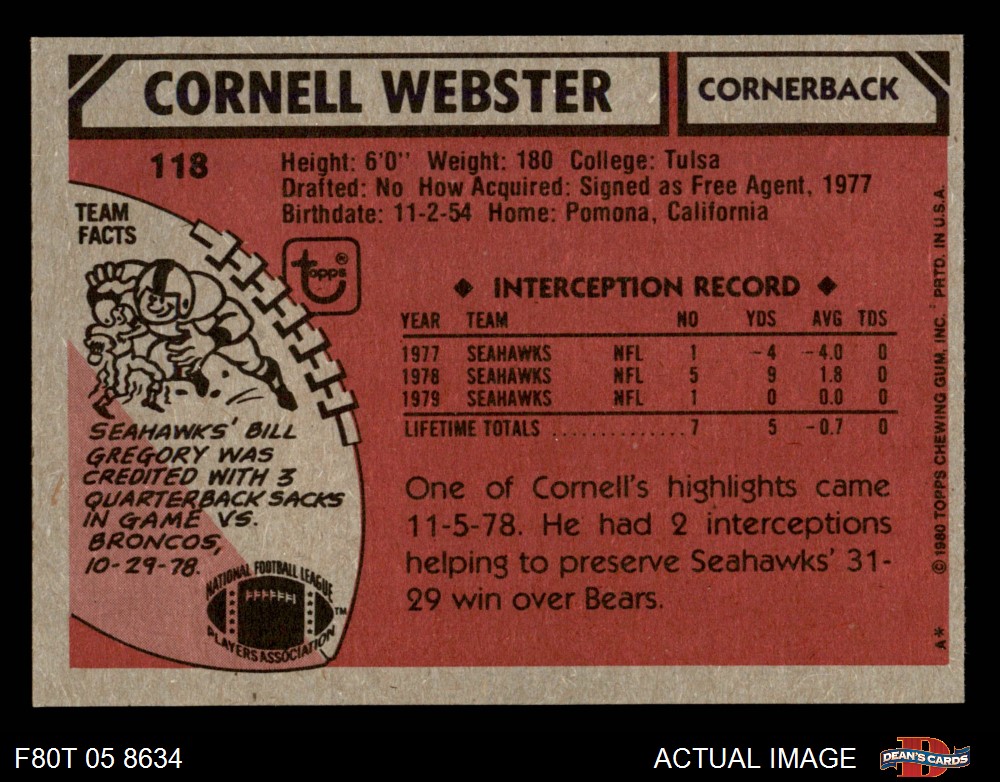 CORNELL WEBSTER
CORNERBACK
118
Height: 6'0" Weight: 180 College: Tulsa
Drafted: No How Acquired: Signed as Free Agent, 1977
Birthdate: 11-2-54 Home: Pomona, California
TEAM
FACTS
topps®
SEAHAWKS' BILL
GREGORY WAS
CREDITED WITH 3
QUARTERBACK SACKS
IN GAME VS.
BRONCOS,
10-29-78.
NATIONAL FOOTBALL LEAGUE
PLAYERS ASSOCIATION
TM
◆ INTERCEPTION RECORD ◆
YEAR TEAM NO YDS AVG TDS
1977 SEAHAWKS NFL 1 -4 -4.0 0
1978 SEAHAWKS NFL 5 9 1.8 0
1979 SEAHAWKS NFL 1 0 0.0 0
LIFETIME TOTALS .............. 7 5 -0.7 0
One of Cornell's highlights came
11-5-78. He had 2 interceptions
helping to preserve Seahawks' 31-
29 win over Bears.
A* © 1980 TOPPS CHEWING GUM, INC. PRTD. IN U.S.A.
F80T 05 8634
ACTUAL IMAGE
D
DEAN'S CARDS